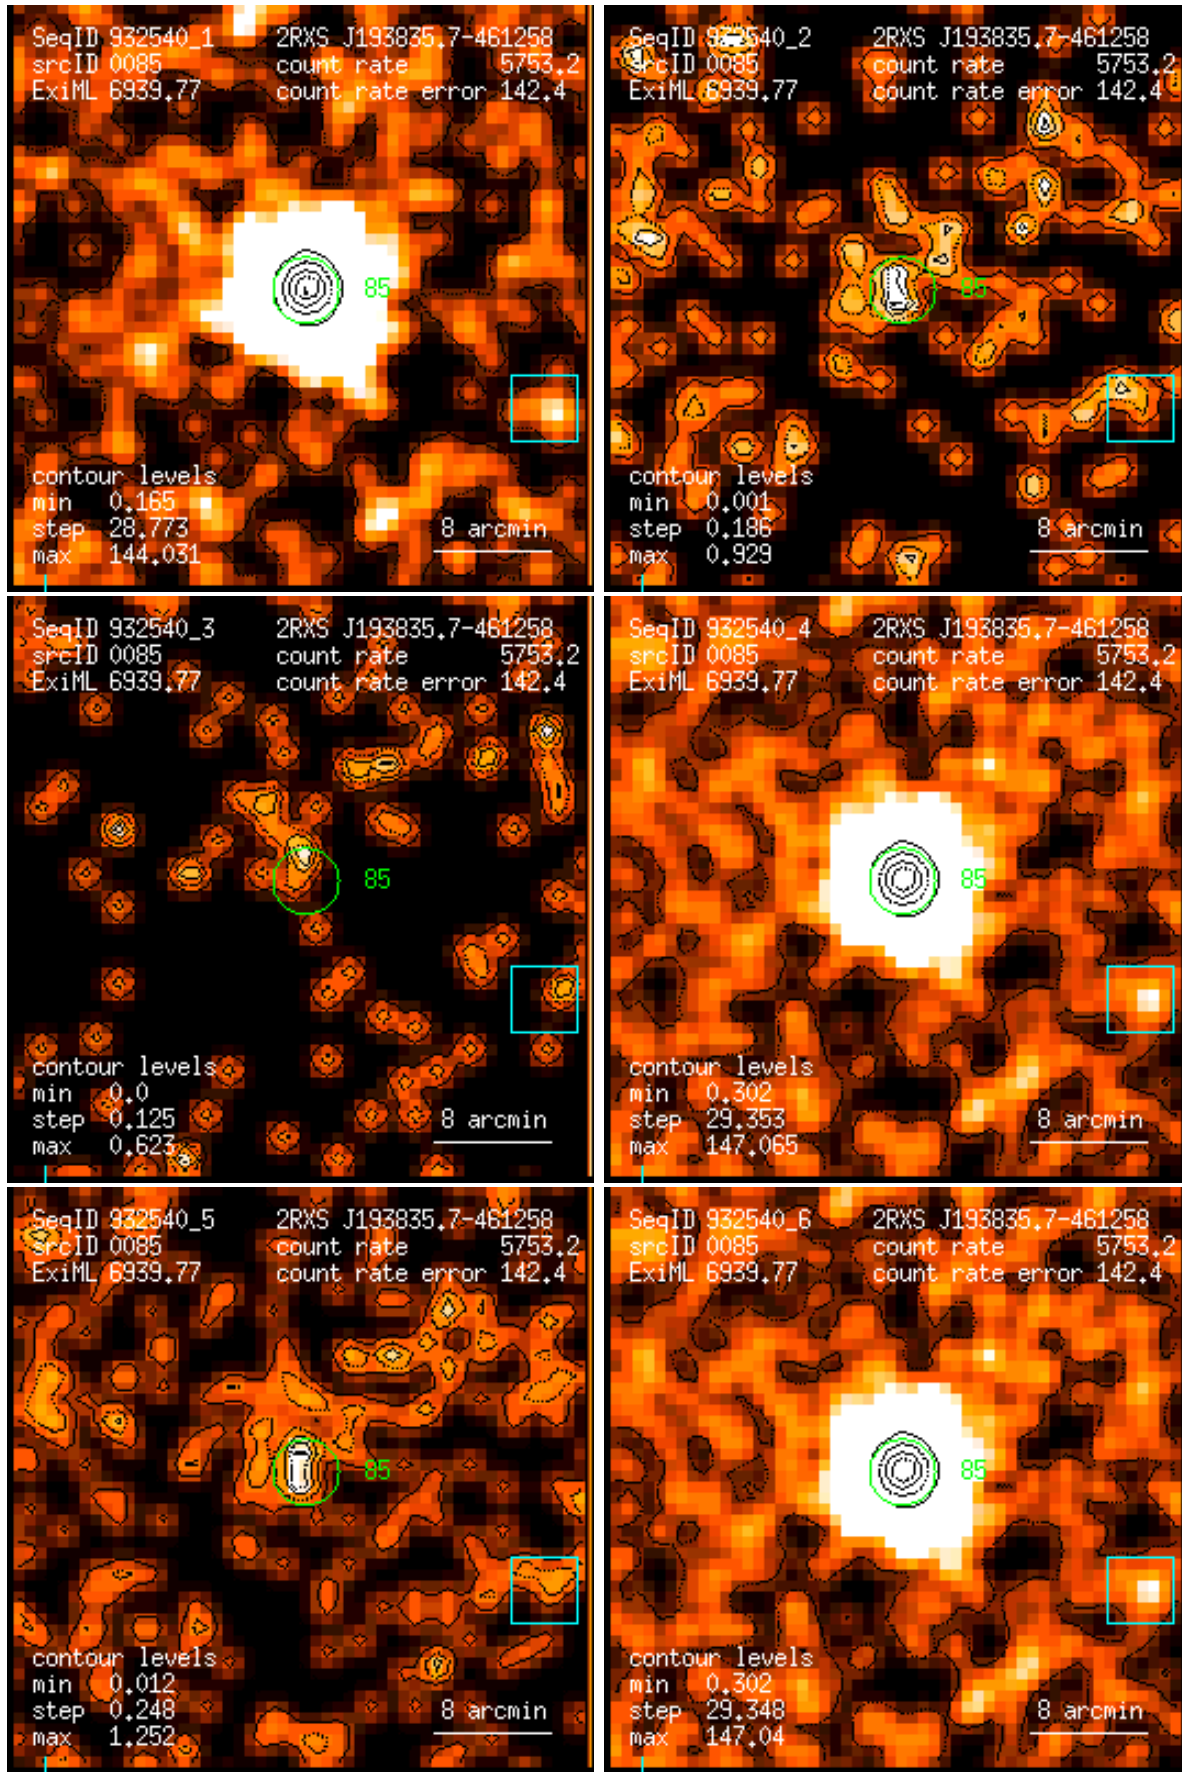 SeqID 932540_1 2RXS J193835.7-461258
srcID 0085 count rate 5753.2
ExiML 6939.77 count rate error 142.4
85
contour levels
min 0.165
step 28.773 8 arcmin
max 144.031
SeqID 932540_2 2RXS J193835.7-461258
srcID 0085 count rate 5753.2
ExiML 6939.77 count rate error 142.4
85
contour levels
min 0.001
step 0.186 8 arcmin
max 0.929
SeqID 932540_3 2RXS J193835.7-461258
srcID 0085 count rate 5753.2
ExiML 6939.77 count rate error 142.4
85
contour levels
min 0.0
step 0.125 8 arcmin
max 0.623
SeqID 932540_4 2RXS J193835.7-461258
srcID 0085 count rate 5753.2
ExiML 6939.77 count rate error 142.4
85
contour levels
min 0.302
step 29.353 8 arcmin
max 147.065
SeqID 932540_5 2RXS J193835.7-461258
srcID 0085 count rate 5753.2
ExiML 6939.77 count rate error 142.4
85
contour levels
min 0.012
step 0.248 8 arcmin
max 1.252
SeqID 932540_6 2RXS J193835.7-461258
srcID 0085 count rate 5753.2
ExiML 6939.77 count rate error 142.4
85
contour levels
min 0.302
step 29.348 8 arcmin
max 147.04